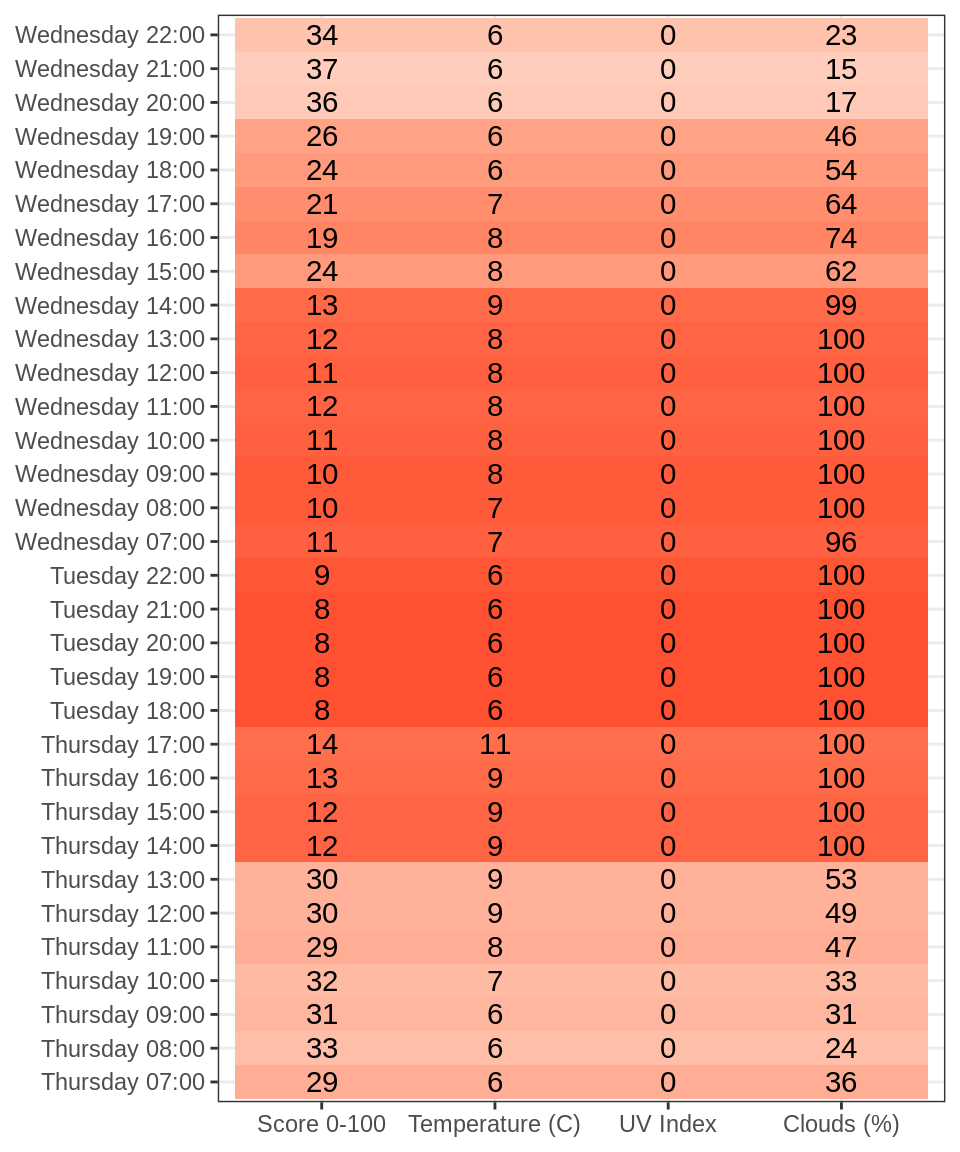 Wednesday 22:00 34 6 0 23
Wednesday 21:00 37 6 0 15
Wednesday 20:00 36 6 0 17
Wednesday 19:00 26 6 0 46
Wednesday 18:00 24 6 0 54
Wednesday 17:00 21 7 0 64
Wednesday 16:00 19 8 0 74
Wednesday 15:00 24 8 0 62
Wednesday 14:00 13 9 0 99
Wednesday 13:00 12 8 0 100
Wednesday 12:00 11 8 0 100
Wednesday 11:00 12 8 0 100
Wednesday 10:00 11 8 0 100
Wednesday 09:00 10 8 0 100
Wednesday 08:00 10 7 0 100
Wednesday 07:00 11 7 0 96
Tuesday 22:00 9 6 0 100
Tuesday 21:00 8 6 0 100
Tuesday 20:00 8 6 0 100
Tuesday 19:00 8 6 0 100
Tuesday 18:00 8 6 0 100
Thursday 17:00 14 11 0 100
Thursday 16:00 13 9 0 100
Thursday 15:00 12 9 0 100
Thursday 14:00 12 9 0 100
Thursday 13:00 30 9 0 53
Thursday 12:00 30 9 0 49
Thursday 11:00 29 8 0 47
Thursday 10:00 32 7 0 33
Thursday 09:00 31 6 0 31
Thursday 08:00 33 6 0 24
Thursday 07:00 29 6 0 36
Score 0-100 Temperature (C) UV Index Clouds (%)